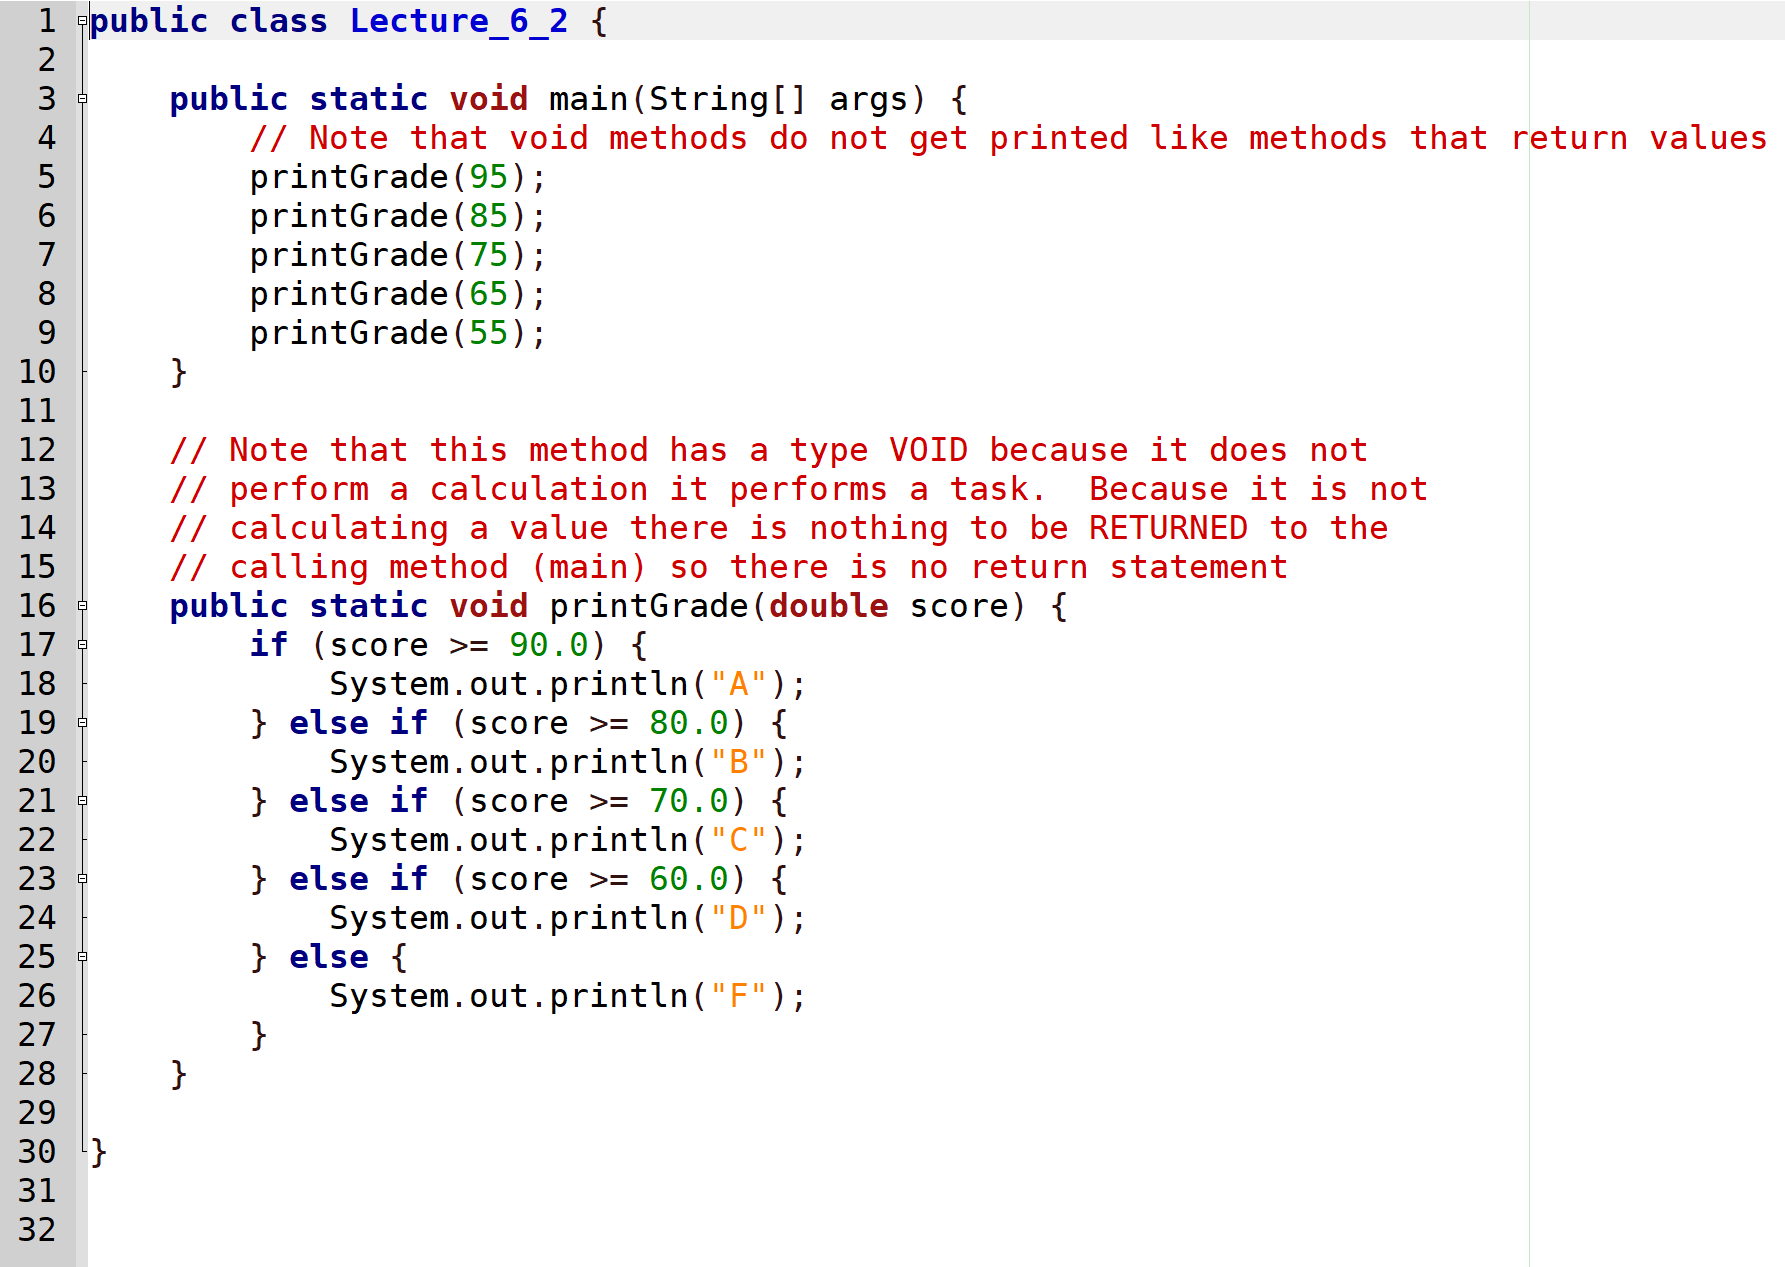 1 public class Lecture_6_2 {
2
3     public static void main(String[] args) {
4         // Note that void methods do not get printed like methods that return values
5         printGrade(95);
6         printGrade(85);
7         printGrade(75);
8         printGrade(65);
9         printGrade(55);
10     }
11
12     // Note that this method has a type VOID because it does not
13     // perform a calculation it performs a task.  Because it is not
14     // calculating a value there is nothing to be RETURNED to the
15     // calling method (main) so there is no return statement
16     public static void printGrade(double score) {
17         if (score >= 90.0) {
18             System.out.println("A");
19         } else if (score >= 80.0) {
20             System.out.println("B");
21         } else if (score >= 70.0) {
22             System.out.println("C");
23         } else if (score >= 60.0) {
24             System.out.println("D");
25         } else {
26             System.out.println("F");
27         }
28     }
29
30 }
31
32